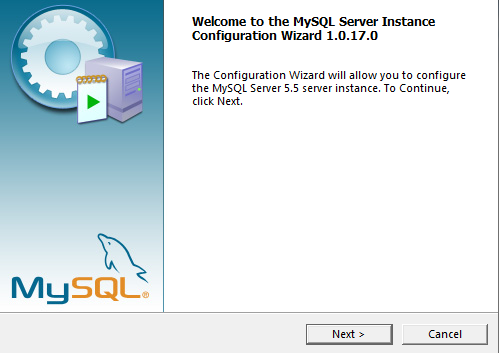 Welcome to the MySQL Server Instance
Configuration Wizard 1.0.17.0
The Configuration Wizard will allow you to configure
the MySQL Server 5.5 server instance. To Continue,
click Next.
MySQL®
Next >
Cancel